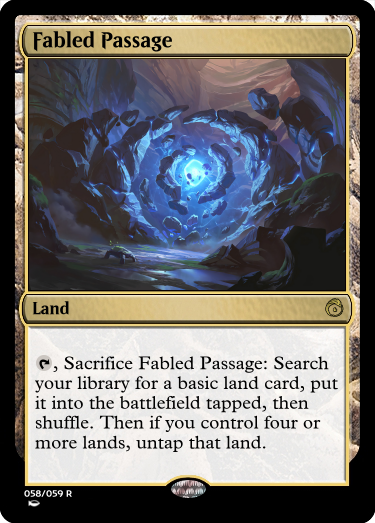 Fabled Passage
Land
, Sacrifice Fabled Passage: Search
your library for a basic land card, put
it into the battlefield tapped, then
shuffle. Then if you control four or
more lands, untap that land.
058/059 R